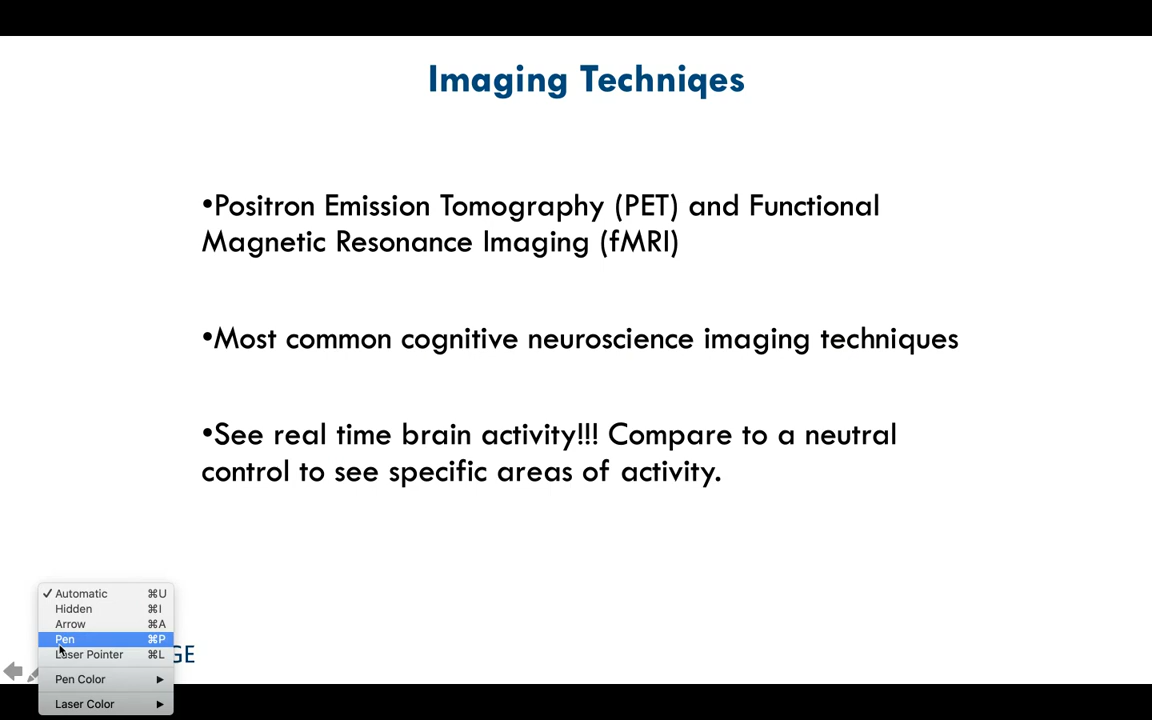 Imaging Techniqes
•Positron Emission Tomography (PET) and Functional
Magnetic Resonance Imaging (fMRI)
•Most common cognitive neuroscience imaging techniques
•See real time brain activity!!! Compare to a neutral
control to see specific areas of activity.
✓ Automatic ⌘U
Hidden ⌘I
Arrow ⌘A
Pen ⌘P
Laser Pointer ⌘L
GE
Pen Color ▶
Laser Color ▶